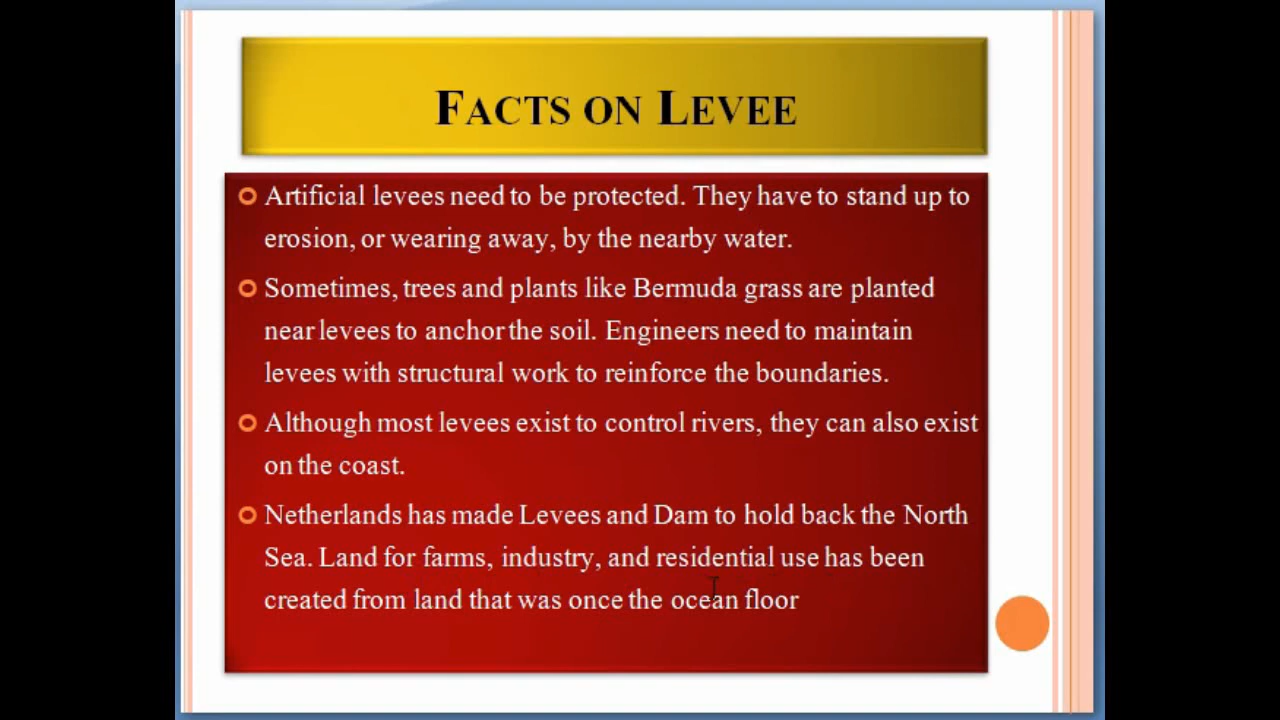 FACTS ON LEVEE
Artificial levees need to be protected. They have to stand up to
erosion, or wearing away, by the nearby water.
Sometimes, trees and plants like Bermuda grass are planted
near levees to anchor the soil. Engineers need to maintain
levees with structural work to reinforce the boundaries.
Although most levees exist to control rivers, they can also exist
on the coast.
Netherlands has made Levees and Dam to hold back the North
Sea. Land for farms, industry, and residential use has been
created from land that was once the ocean floor